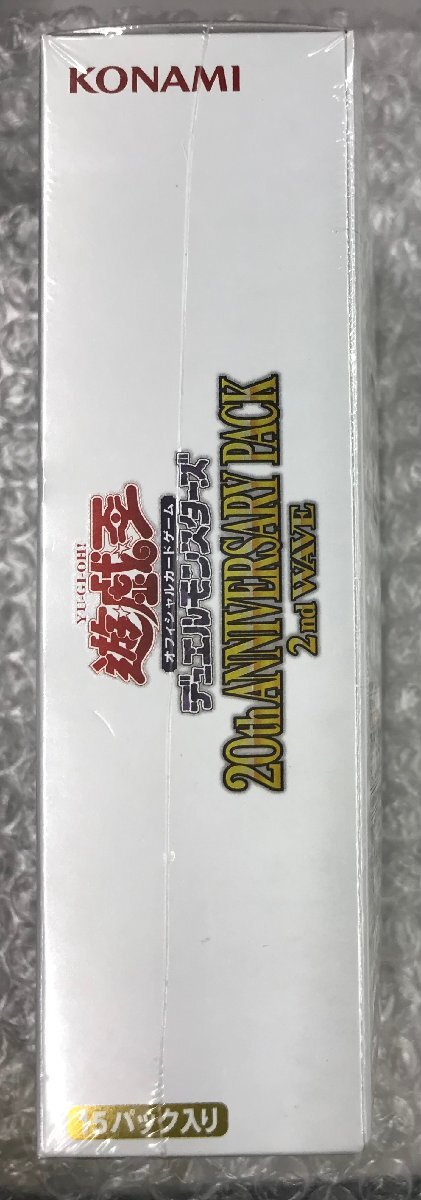 KONAMI
YU-GI-OH!
遊戯王
オフィシャルカードゲーム
デュエルモンスターズ
20th ANNIVERSARY PACK
2nd WAVE
15パック入り